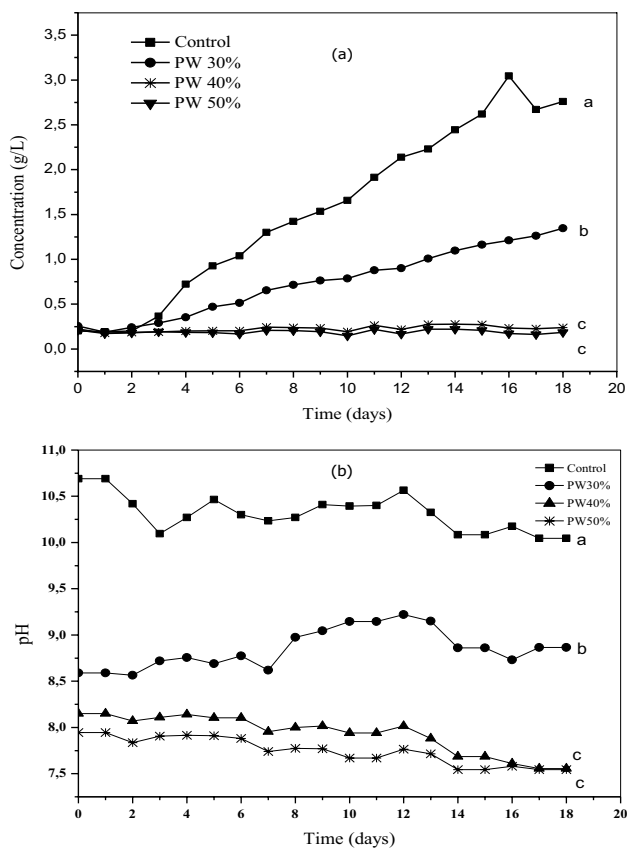 3,5
3,0
2,5
2,0
1,5
1,0
0,5
0,0
Concentration (g/L)
Control
PW 30%
PW 40%
PW 50%
(a)
a
b
c
c
0 2 4 6 8 10 12 14 16 18 20
Time (days)
11,0
10,5
10,0
9,5
9,0
8,5
8,0
7,5
pH
(b)
Control
PW30%
PW40%
PW50%
a
b
c
c
0 2 4 6 8 10 12 14 16 18 20
Time (days)